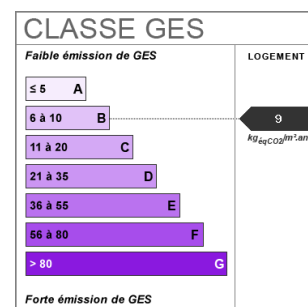 CLASSE GES
Faible émission de GES
LOGEMENT
≤ 5 A
6 à 10 B
9
kgéqCO2/m².an
11 à 20 C
21 à 35 D
36 à 55 E
56 à 80 F
> 80 G
Forte émission de GES